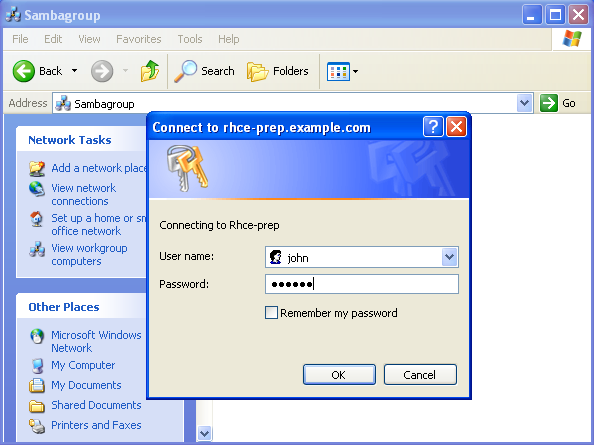 Sambagroup
File Edit View Favorites Tools Help
Back Search Folders
Address Sambagroup Go
Network Tasks
Add a network place
View network
connections
Set up a home or sm
office network
View workgroup
computers
Other Places
Microsoft Windows
Network
My Computer
My Documents
Shared Documents
Printers and Faxes
Connect to rhce-prep.example.com
Connecting to Rhce-prep
User name: john
Password: ●●●●●●
Remember my password
OK Cancel